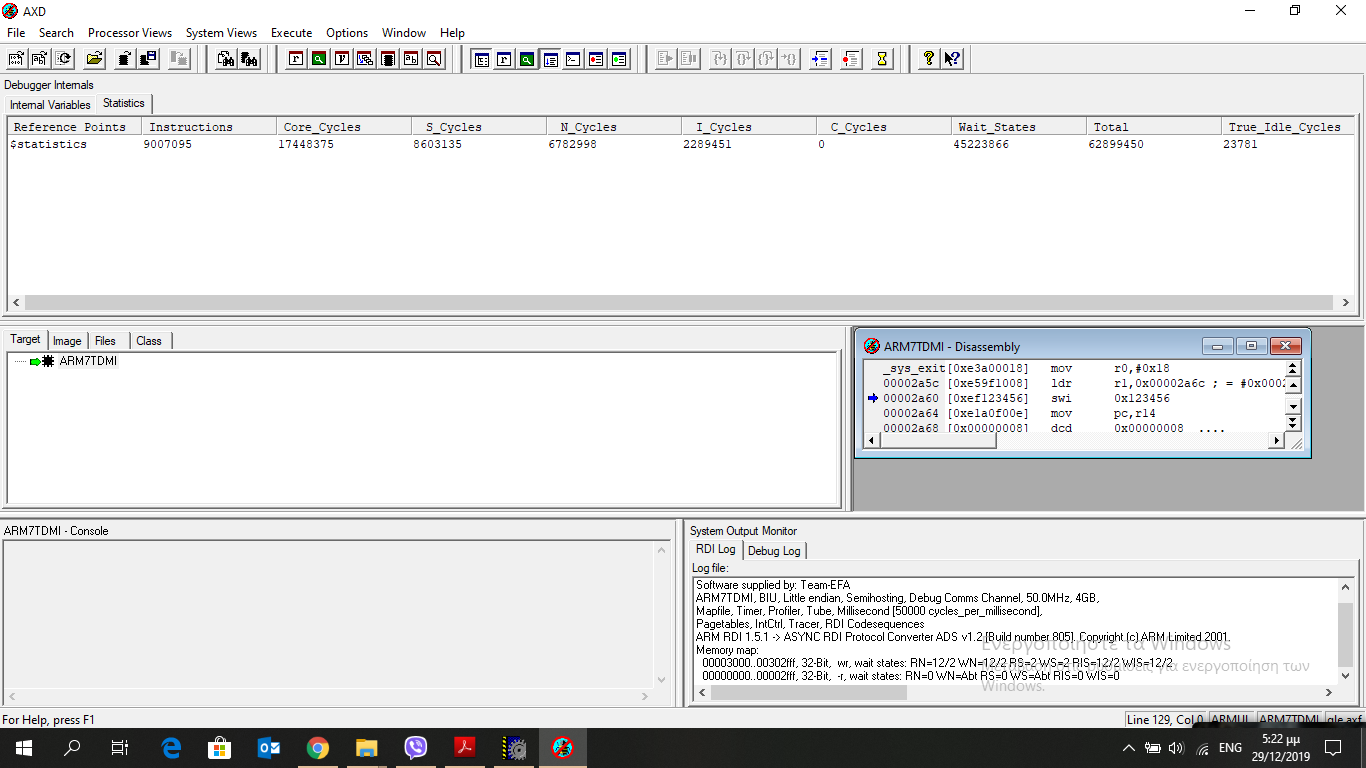 AXD
File Search Processor Views System Views Execute Options Window Help
Debugger Internals
Internal Variables Statistics
Reference Points Instructions Core_Cycles S_Cycles N_Cycles I_Cycles C_Cycles Wait_States Total True_Idle_Cycles
$statistics 9007095 17448375 8603135 6782998 2289451 0 45223866 62899450 23781
Target Image Files Class
ARM7TDMI
ARM7TDMI - Disassembly
_sys_exit [0xe3a00018] mov r0,#0x18
00002a5c [0xe59f1008] ldr r1,0x00002a6c ; = #0x0002
00002a60 [0xef123456] swi 0x123456
00002a64 [0xe1a0f00e] mov pc,r14
00002a68 [0x00000008] dcd 0x00000008 ....
ARM7TDMI - Console
System Output Monitor
RDI Log Debug Log
Log file:
Software supplied by: Team-EFA
ARM7TDMI, BIU, Little endian, Semihosting, Debug Comms Channel, 50.0MHz, 4GB,
Mapfile, Timer, Profiler, Tube, Millisecond [50000 cycles_per_millisecond],
Pagetables, IntCtrl, Tracer, RDI Codesequences
ARM RDI 1.5.1 -> ASYNC RDI Protocol Converter ADS v1.2 [Build number 805]. Copyright (c) ARM Limited 2001.
Memory map:
00003000..00302fff, 32-Bit, wr, wait states: RN=12/2 WN=12/2 RS=2 WS=2 RIS=12/2 WIS=12/2
00000000..00002fff, 32-Bit, -r, wait states: RN=0 WN=Abt RS=0 WS=Abt RIS=0 WIS=0
Ενεργοποιήστε τα Windows
για ενεργοποίηση των
Windows.
For Help, press F1
Line 129, Col 0 ARMUL ARM7TDMI gle.axf
ENG
5:22 μμ
29/12/2019